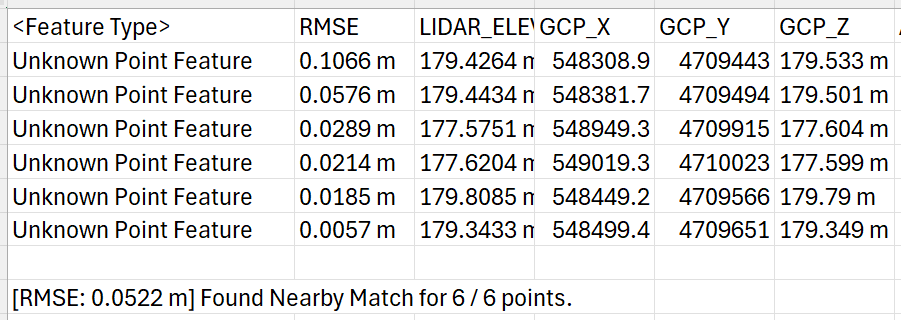 <Feature Type> RMSE LIDAR_ELEV GCP_X GCP_Y GCP_Z
Unknown Point Feature 0.1066 m 179.4264 m 548308.9 4709443 179.533 m
Unknown Point Feature 0.0576 m 179.4434 m 548381.7 4709494 179.501 m
Unknown Point Feature 0.0289 m 177.5751 m 548949.3 4709915 177.604 m
Unknown Point Feature 0.0214 m 177.6204 m 549019.3 4710023 177.599 m
Unknown Point Feature 0.0185 m 179.8085 m 548449.2 4709566 179.79 m
Unknown Point Feature 0.0057 m 179.3433 m 548499.4 4709651 179.349 m
[RMSE: 0.0522 m] Found Nearby Match for 6 / 6 points.